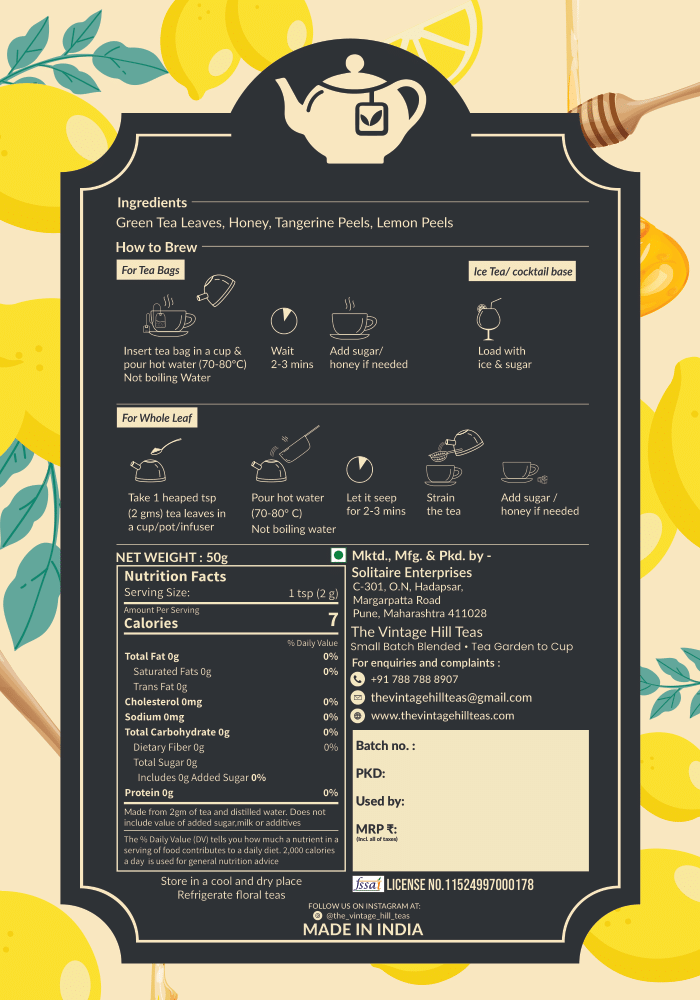 Ingredients
Green Tea Leaves, Honey, Tangerine Peels, Lemon Peels
How to Brew
For Tea Bags
Ice Tea/ cocktail base
Insert tea bag in a cup &
pour hot water (70-80°C)
Not boiling Water
Wait
2-3 mins
Add sugar/
honey if needed
Load with
ice & sugar
For Whole Leaf
Take 1 heaped tsp
(2 gms) tea leaves in
a cup/pot/infuser
Pour hot water
(70-80° C)
Not boiling water
Let it seep
for 2-3 mins
Strain
the tea
Add sugar /
honey if needed
NET WEIGHT : 50g
Nutrition Facts
Serving Size: 1 tsp (2 g)
Amount Per Serving
Calories 7
% Daily Value
Total Fat 0g 0%
Saturated Fats 0g 0%
Trans Fat 0g
Cholesterol 0mg 0%
Sodium 0mg 0%
Total Carbohydrate 0g 0%
Dietary Fiber 0g 0%
Total Sugar 0g
Includes 0g Added Sugar 0%
Protein 0g 0%
Made from 2gm of tea and distilled water. Does not
include value of added sugar,milk or additives
The % Daily Value (DV) tells you how much a nutrient in a
serving of food contributes to a daily diet. 2,000 calories
a day is used for general nutrition advice
Store in a cool and dry place
Refrigerate floral teas
Mktd., Mfg. & Pkd. by -
Solitaire Enterprises
C-301, O.N, Hadapsar,
Margarpatta Road
Pune, Maharashtra 411028
The Vintage Hill Teas
Small Batch Blended • Tea Garden to Cup
For enquiries and complaints :
+91 788 788 8907
thevintagehillteas@gmail.com
www.thevintagehillteas.com
Batch no. :
PKD:
Used by:
MRP ₹:
(Incl. all of taxes)
fssai LICENSE NO.11524997000178
FOLLOW US ON INSTAGRAM AT:
@the_vintage_hill_teas
MADE IN INDIA